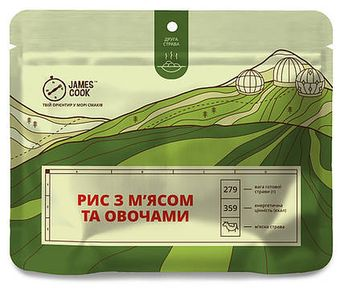 ДРУГА
СТРАВА
JAMES™
COOK
ТВІЙ ОРІЄНТИР У МОРІ СМАКІВ
РИС З М'ЯСОМ
ТА ОВОЧАМИ
279
вага готової
страви (г)
359
енергетична
цінність (ккал)
м'ясна страва